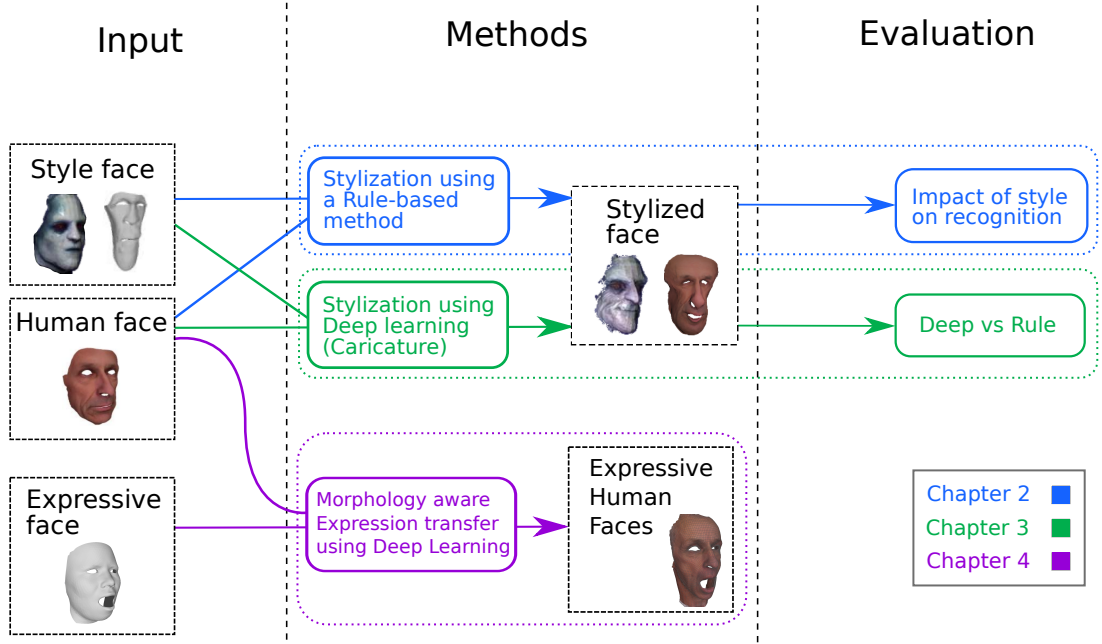 Input
Methods
Evaluation
Style face
Stylization using
a Rule-based
method
Stylized
face
Impact of style
on recognition
Human face
Stylization using
Deep learning
(Caricature)
Deep vs Rule
Expressive
face
Morphology aware
Expression transfer
using Deep Learning
Expressive
Human
Faces
Chapter 2
Chapter 3
Chapter 4